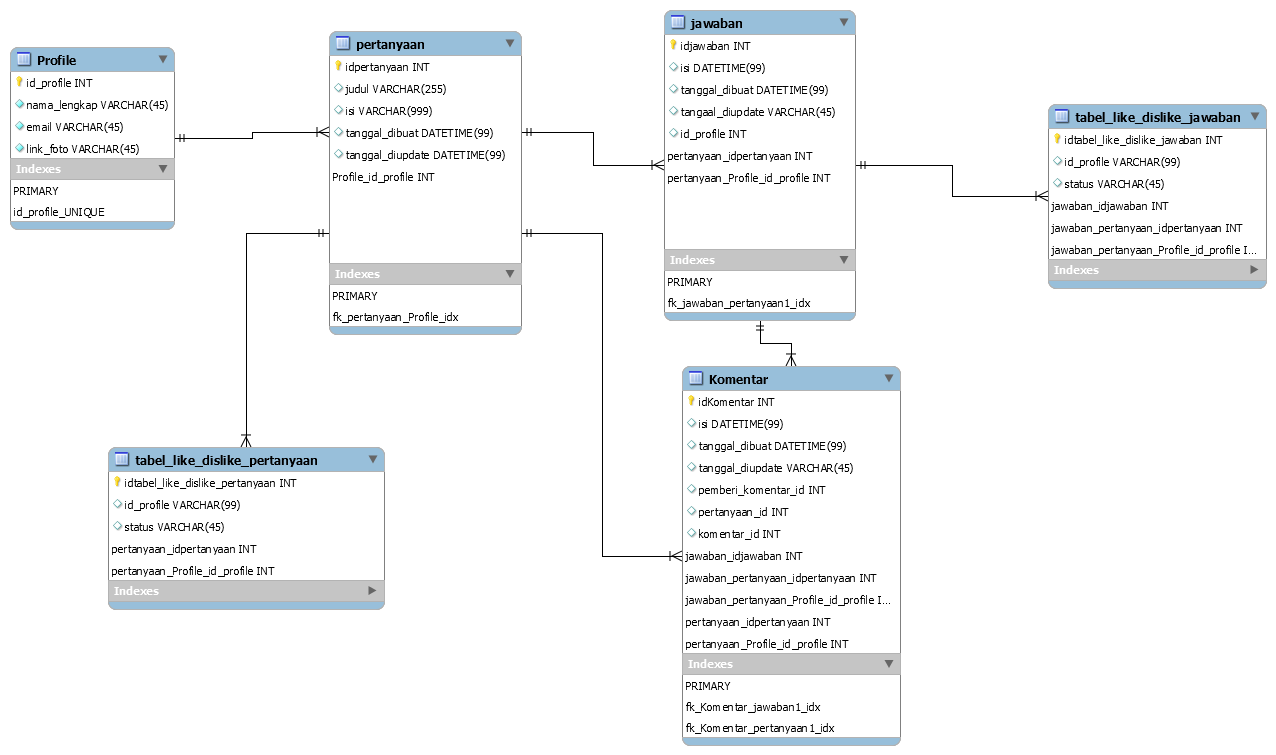 Profile
id_profile INT
nama_lengkap VARCHAR(45)
email VARCHAR(45)
link_foto VARCHAR(45)
Indexes
PRIMARY
id_profile_UNIQUE
pertanyaan
idpertanyaan INT
judul VARCHAR(255)
isi VARCHAR(999)
tanggal_dibuat DATETIME(99)
tanggal_diupdate DATETIME(99)
Profile_id_profile INT
Indexes
PRIMARY
fk_pertanyaan_Profile_idx
jawaban
idjawaban INT
isi DATETIME(99)
tanggal_dibuat DATETIME(99)
tangaal_diupdate VARCHAR(45)
id_profile INT
pertanyaan_idpertanyaan INT
pertanyaan_Profile_id_profile INT
Indexes
PRIMARY
fk_jawaban_pertanyaan1_idx
tabel_like_dislike_jawaban
idtabel_like_dislike_jawaban INT
id_profile VARCHAR(99)
status VARCHAR(45)
jawaban_idjawaban INT
jawaban_pertanyaan_idpertanyaan INT
jawaban_pertanyaan_Profile_id_profile I...
Indexes
tabel_like_dislike_pertanyaan
idtabel_like_dislike_pertanyaan INT
id_profile VARCHAR(99)
status VARCHAR(45)
pertanyaan_idpertanyaan INT
pertanyaan_Profile_id_profile INT
Indexes
Komentar
idKomentar INT
isi DATETIME(99)
tanggal_dibuat DATETIME(99)
tanggal_diupdate VARCHAR(45)
pemberi_komentar_id INT
pertanyaan_id INT
komentar_id INT
jawaban_idjawaban INT
jawaban_pertanyaan_idpertanyaan INT
jawaban_pertanyaan_Profile_id_profile I...
pertanyaan_idpertanyaan INT
pertanyaan_Profile_id_profile INT
Indexes
PRIMARY
fk_Komentar_jawaban1_idx
fk_Komentar_pertanyaan1_idx